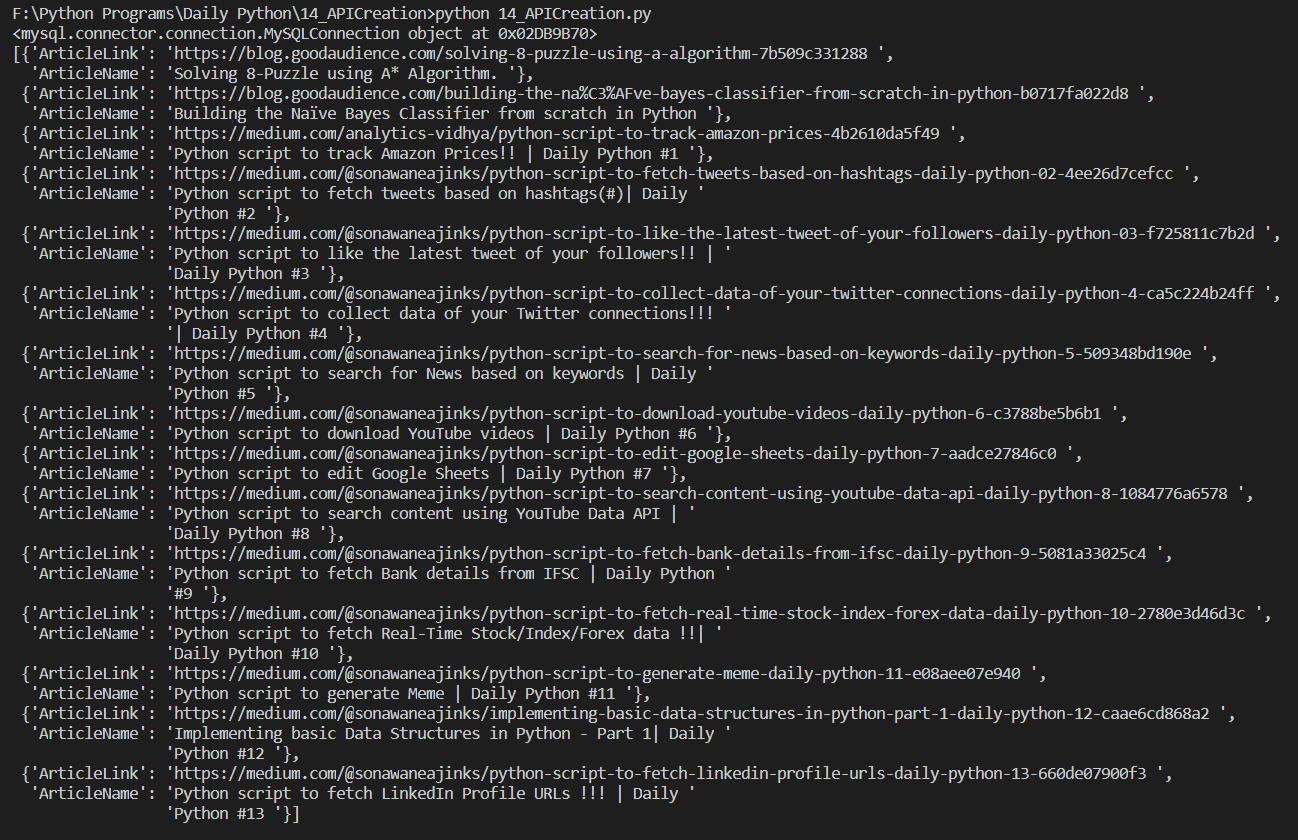 F:\Python Programs\Daily Python\14_APICreation>python 14_APICreation.py
<mysql.connector.connection.MySQLConnection object at 0x02DB9B70>
[{'ArticleLink': 'https://blog.goodaudience.com/solving-8-puzzle-using-a-algorithm-7b509c331288 ',
  'ArticleName': 'Solving 8-Puzzle using A* Algorithm. '},
 {'ArticleLink': 'https://blog.goodaudience.com/building-the-na%C3%AFve-bayes-classifier-from-scratch-in-python-b0717fa022d8 ',
  'ArticleName': 'Building the Naïve Bayes Classifier from scratch in Python '},
 {'ArticleLink': 'https://medium.com/analytics-vidhya/python-script-to-track-amazon-prices-4b2610da5f49 ',
  'ArticleName': 'Python script to track Amazon Prices!! | Daily Python #1 '},
 {'ArticleLink': 'https://medium.com/@sonawaneajinks/python-script-to-fetch-tweets-based-on-hashtags-daily-python-02-4ee26d7cefcc ',
  'ArticleName': 'Python script to fetch tweets based on hashtags(#)| Daily '
                 'Python #2 '},
 {'ArticleLink': 'https://medium.com/@sonawaneajinks/python-script-to-like-the-latest-tweet-of-your-followers-daily-python-03-f725811c7b2d ',
  'ArticleName': 'Python script to like the latest tweet of your followers!! | '
                 'Daily Python #3 '},
 {'ArticleLink': 'https://medium.com/@sonawaneajinks/python-script-to-collect-data-of-your-twitter-connections-daily-python-4-ca5c224b24ff ',
  'ArticleName': 'Python script to collect data of your Twitter connections!!! '
                 '| Daily Python #4 '},
 {'ArticleLink': 'https://medium.com/@sonawaneajinks/python-script-to-search-for-news-based-on-keywords-daily-python-5-509348bd190e ',
  'ArticleName': 'Python script to search for News based on keywords | Daily '
                 'Python #5 '},
 {'ArticleLink': 'https://medium.com/@sonawaneajinks/python-script-to-download-youtube-videos-daily-python-6-c3788be5b6b1 ',
  'ArticleName': 'Python script to download YouTube videos | Daily Python #6 '},
 {'ArticleLink': 'https://medium.com/@sonawaneajinks/python-script-to-edit-google-sheets-daily-python-7-aadce27846c0 ',
  'ArticleName': 'Python script to edit Google Sheets | Daily Python #7 '},
 {'ArticleLink': 'https://medium.com/@sonawaneajinks/python-script-to-search-content-using-youtube-data-api-daily-python-8-1084776a6578 ',
  'ArticleName': 'Python script to search content using YouTube Data API | '
                 'Daily Python #8 '},
 {'ArticleLink': 'https://medium.com/@sonawaneajinks/python-script-to-fetch-bank-details-from-ifsc-daily-python-9-5081a33025c4 ',
  'ArticleName': 'Python script to fetch Bank details from IFSC | Daily Python '
                 '#9 '},
 {'ArticleLink': 'https://medium.com/@sonawaneajinks/python-script-to-fetch-real-time-stock-index-forex-data-daily-python-10-2780e3d46d3c ',
  'ArticleName': 'Python script to fetch Real-Time Stock/Index/Forex data !!| '
                 'Daily Python #10 '},
 {'ArticleLink': 'https://medium.com/@sonawaneajinks/python-script-to-generate-meme-daily-python-11-e08aee07e940 ',
  'ArticleName': 'Python script to generate Meme | Daily Python #11 '},
 {'ArticleLink': 'https://medium.com/@sonawaneajinks/implementing-basic-data-structures-in-python-part-1-daily-python-12-caae6cd868a2 ',
  'ArticleName': 'Implementing basic Data Structures in Python - Part 1| Daily '
                 'Python #12 '},
 {'ArticleLink': 'https://medium.com/@sonawaneajinks/python-script-to-fetch-linkedin-profile-urls-daily-python-13-660de07900f3 ',
  'ArticleName': 'Python script to fetch LinkedIn Profile URLs !!! | Daily '
                 'Python #13 '}]